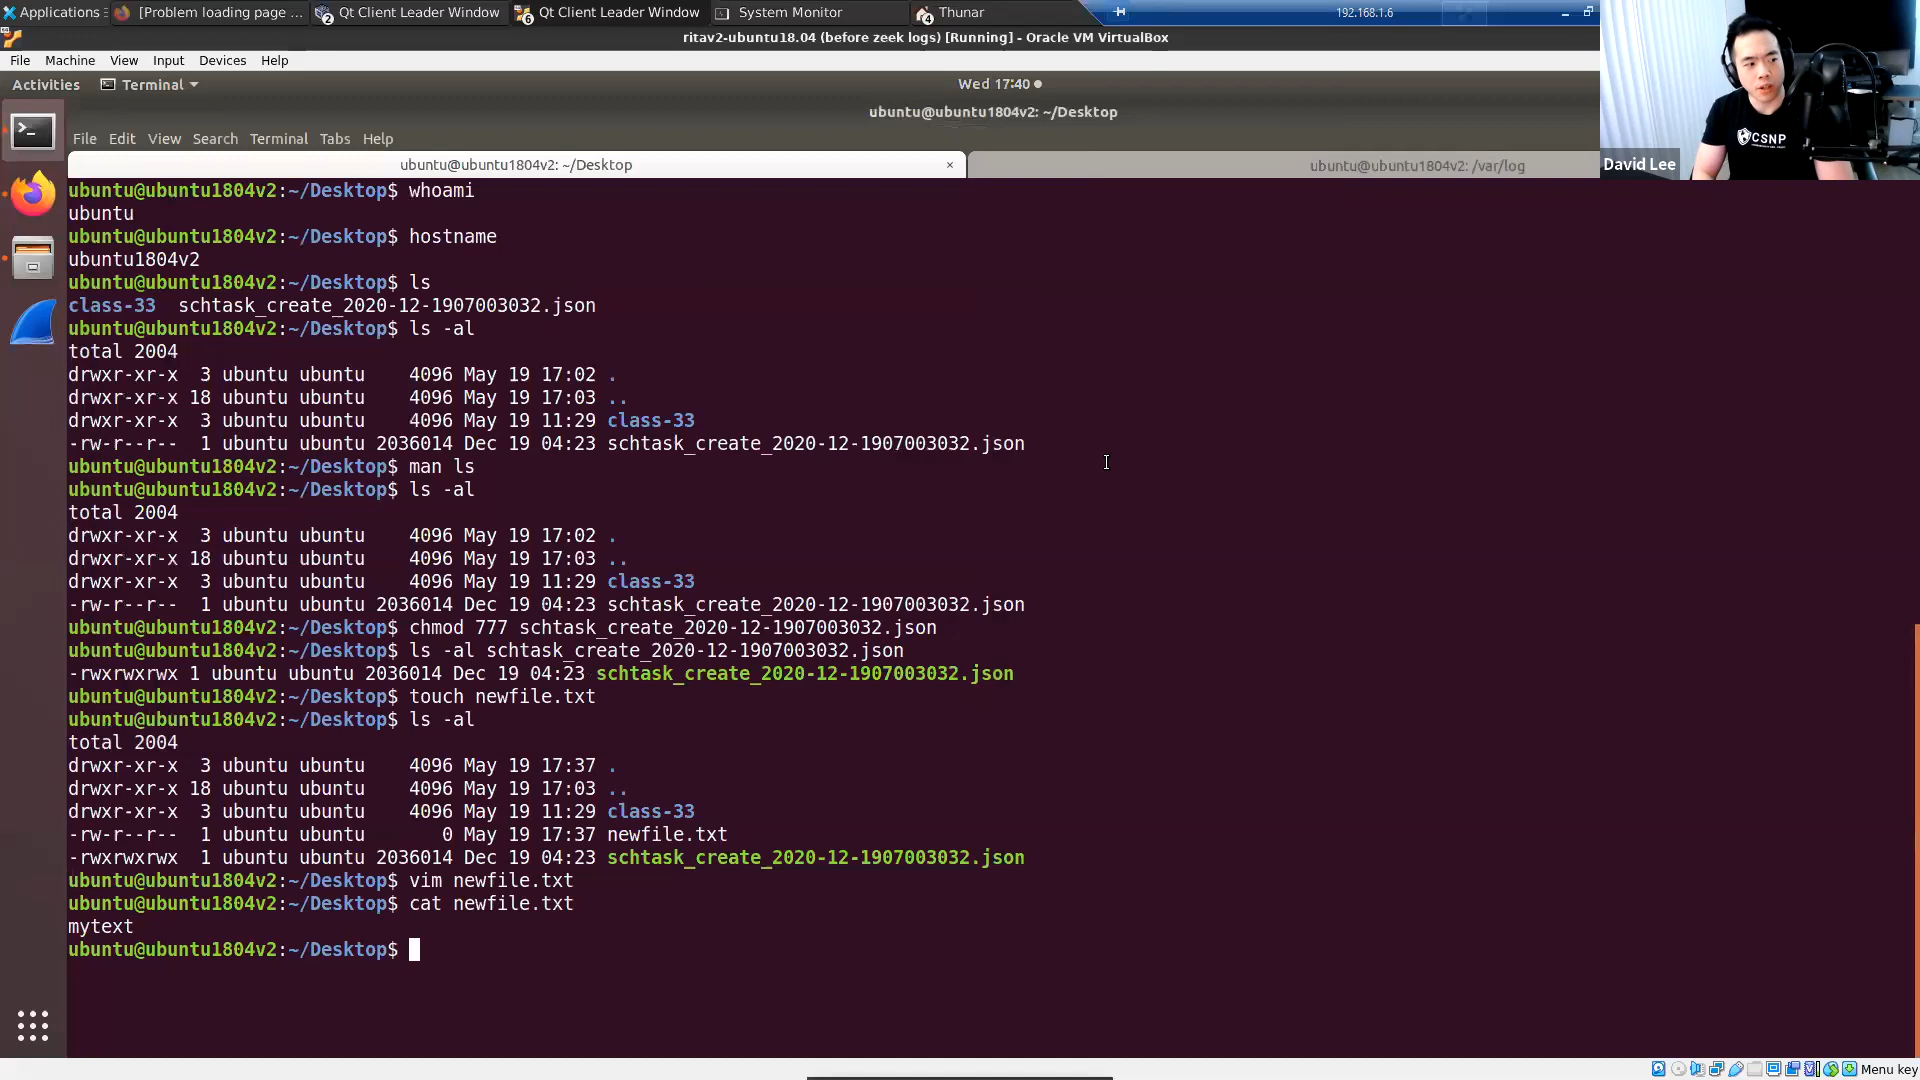 Applications
[Problem loading page ...
2 Qt Client Leader Window
6 Qt Client Leader Window
System Monitor
4 Thunar
192.168.1.6
ritav2-ubuntu18.04 (before zeek logs) [Running] - Oracle VM VirtualBox
File Machine View Input Devices Help
Activities Terminal Wed 17:40
ubuntu@ubuntu1804v2: ~/Desktop
File Edit View Search Terminal Tabs Help
ubuntu@ubuntu1804v2: ~/Desktop × ubuntu@ubuntu1804v2: /var/log
CSNP
David Lee
ubuntu@ubuntu1804v2:~/Desktop$ whoami
ubuntu
ubuntu@ubuntu1804v2:~/Desktop$ hostname
ubuntu1804v2
ubuntu@ubuntu1804v2:~/Desktop$ ls
class-33  schtask_create_2020-12-1907003032.json
ubuntu@ubuntu1804v2:~/Desktop$ ls -al
total 2004
drwxr-xr-x  3 ubuntu ubuntu    4096 May 19 17:02 .
drwxr-xr-x 18 ubuntu ubuntu    4096 May 19 17:03 ..
drwxr-xr-x  3 ubuntu ubuntu    4096 May 19 11:29 class-33
-rw-r--r--  1 ubuntu ubuntu 2036014 Dec 19 04:23 schtask_create_2020-12-1907003032.json
ubuntu@ubuntu1804v2:~/Desktop$ man ls
ubuntu@ubuntu1804v2:~/Desktop$ ls -al
total 2004
drwxr-xr-x  3 ubuntu ubuntu    4096 May 19 17:02 .
drwxr-xr-x 18 ubuntu ubuntu    4096 May 19 17:03 ..
drwxr-xr-x  3 ubuntu ubuntu    4096 May 19 11:29 class-33
-rw-r--r--  1 ubuntu ubuntu 2036014 Dec 19 04:23 schtask_create_2020-12-1907003032.json
ubuntu@ubuntu1804v2:~/Desktop$ chmod 777 schtask_create_2020-12-1907003032.json
ubuntu@ubuntu1804v2:~/Desktop$ ls -al schtask_create_2020-12-1907003032.json
-rwxrwxrwx 1 ubuntu ubuntu 2036014 Dec 19 04:23 schtask_create_2020-12-1907003032.json
ubuntu@ubuntu1804v2:~/Desktop$ touch newfile.txt
ubuntu@ubuntu1804v2:~/Desktop$ ls -al
total 2004
drwxr-xr-x  3 ubuntu ubuntu    4096 May 19 17:37 .
drwxr-xr-x 18 ubuntu ubuntu    4096 May 19 17:03 ..
drwxr-xr-x  3 ubuntu ubuntu    4096 May 19 11:29 class-33
-rw-r--r--  1 ubuntu ubuntu       0 May 19 17:37 newfile.txt
-rwxrwxrwx  1 ubuntu ubuntu 2036014 Dec 19 04:23 schtask_create_2020-12-1907003032.json
ubuntu@ubuntu1804v2:~/Desktop$ vim newfile.txt
ubuntu@ubuntu1804v2:~/Desktop$ cat newfile.txt
mytext
ubuntu@ubuntu1804v2:~/Desktop$
Menu key